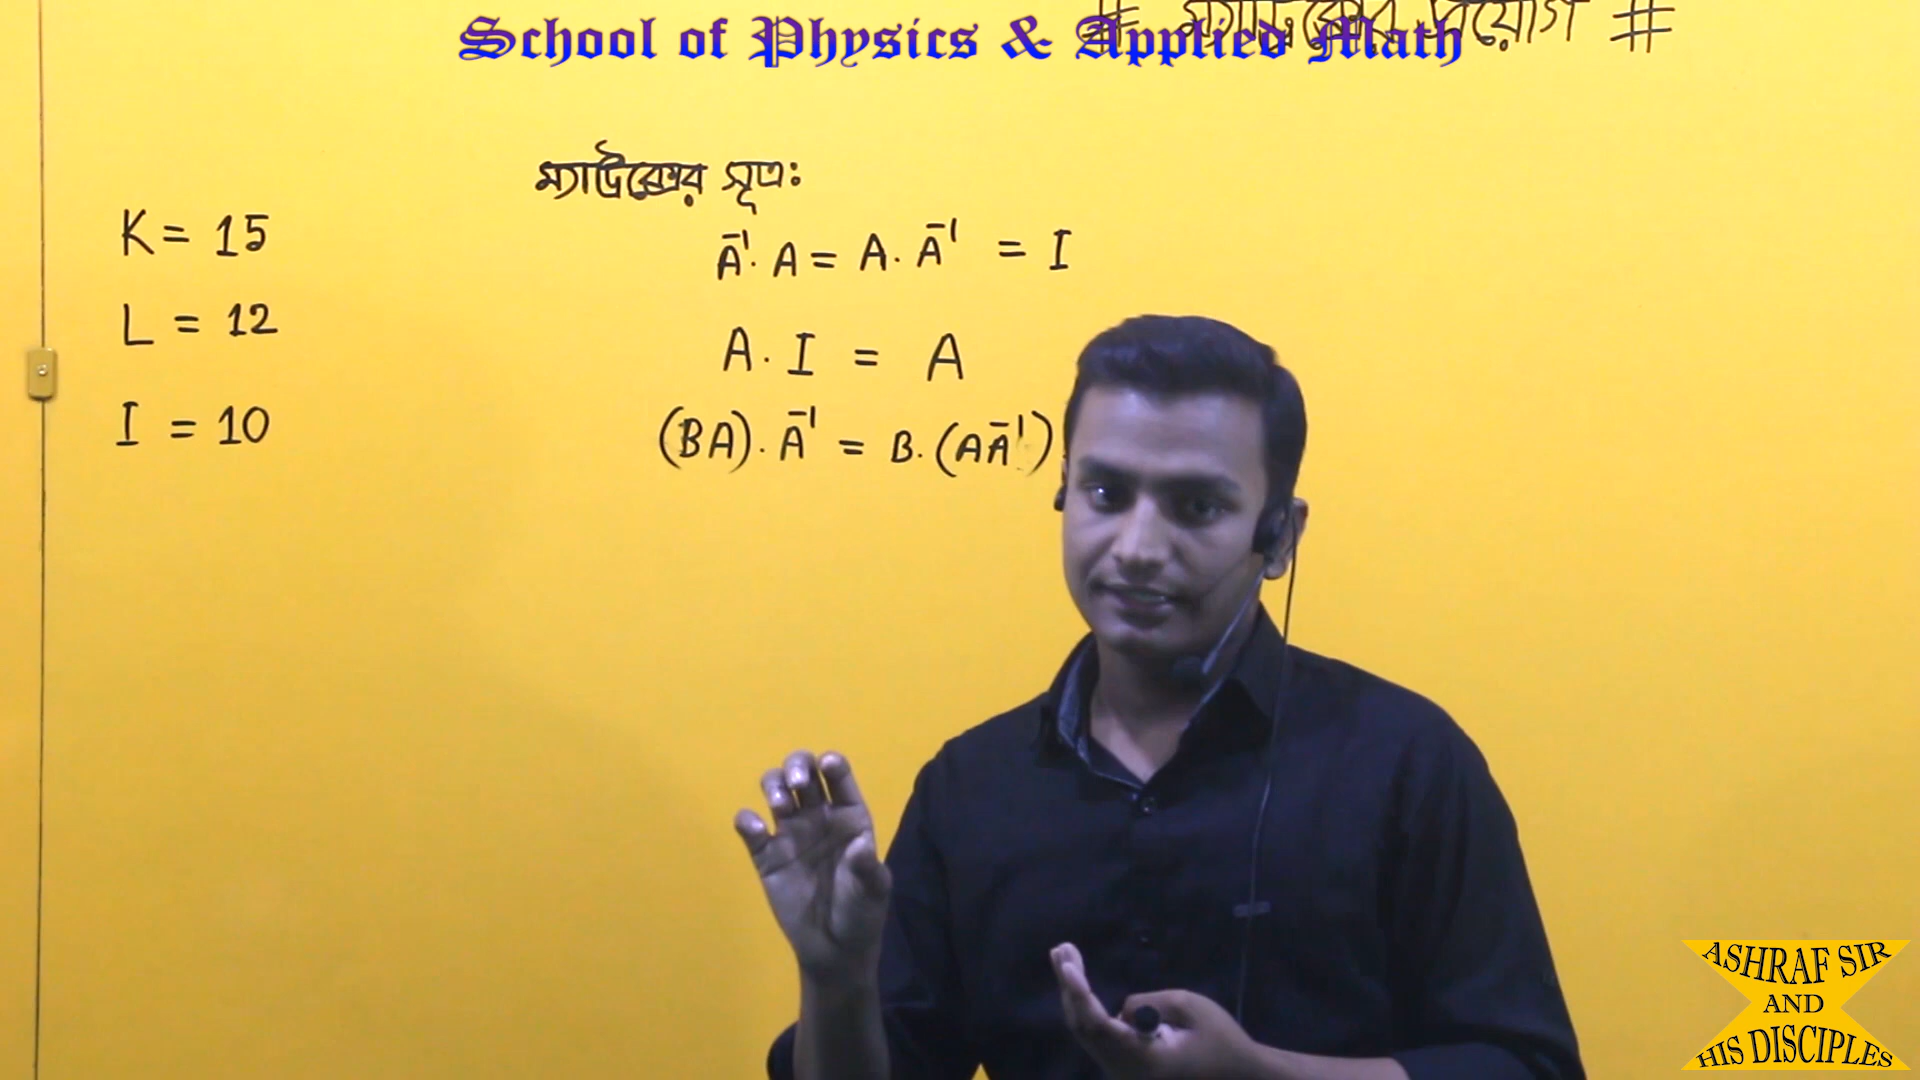 # ম্যাট্রিক্সের প্রয়োগ #
School of Physics & Applied Math
ম্যাট্রিক্সের সূত্র:
K = 15
L = 12
I = 10
A⁻¹. A = A. A⁻¹ = I
A. I = A
(BA). A⁻¹ = B. (AA⁻¹)
ASHRAF SIR
AND
HIS DISCIPLES